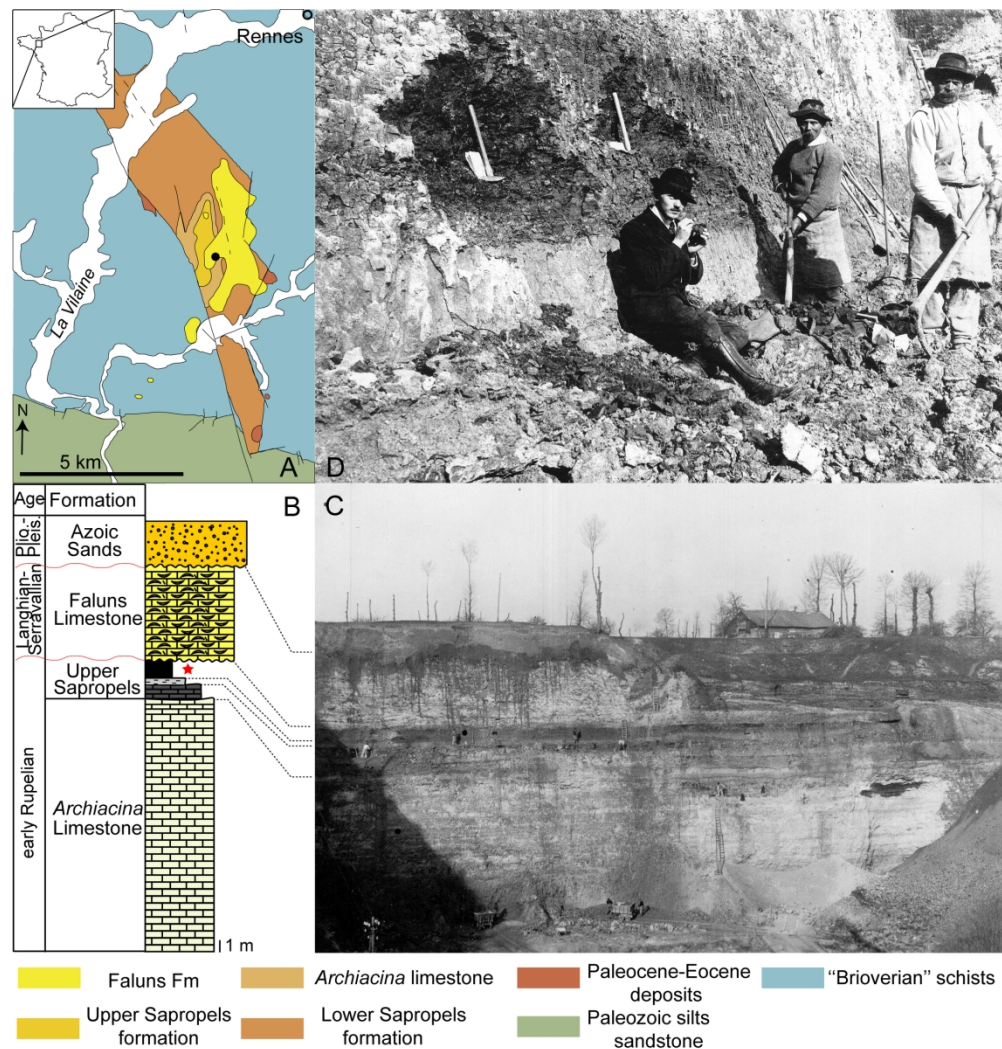 Rennes
La Vilaine
N
5 km
A
D
Age
Formation
B
C
Plio.-
Pleis.
Azoic
Sands
Langhian-
Serravallian
Faluns
Limestone
Upper
Sapropels
early Rupelian
Archiacina
Limestone
1 m
Faluns Fm
Archiacina limestone
Paleocene-Eocene
deposits
“Brioverian” schists
Upper Sapropels
formation
Lower Sapropels
formation
Paleozoic silts
sandstone